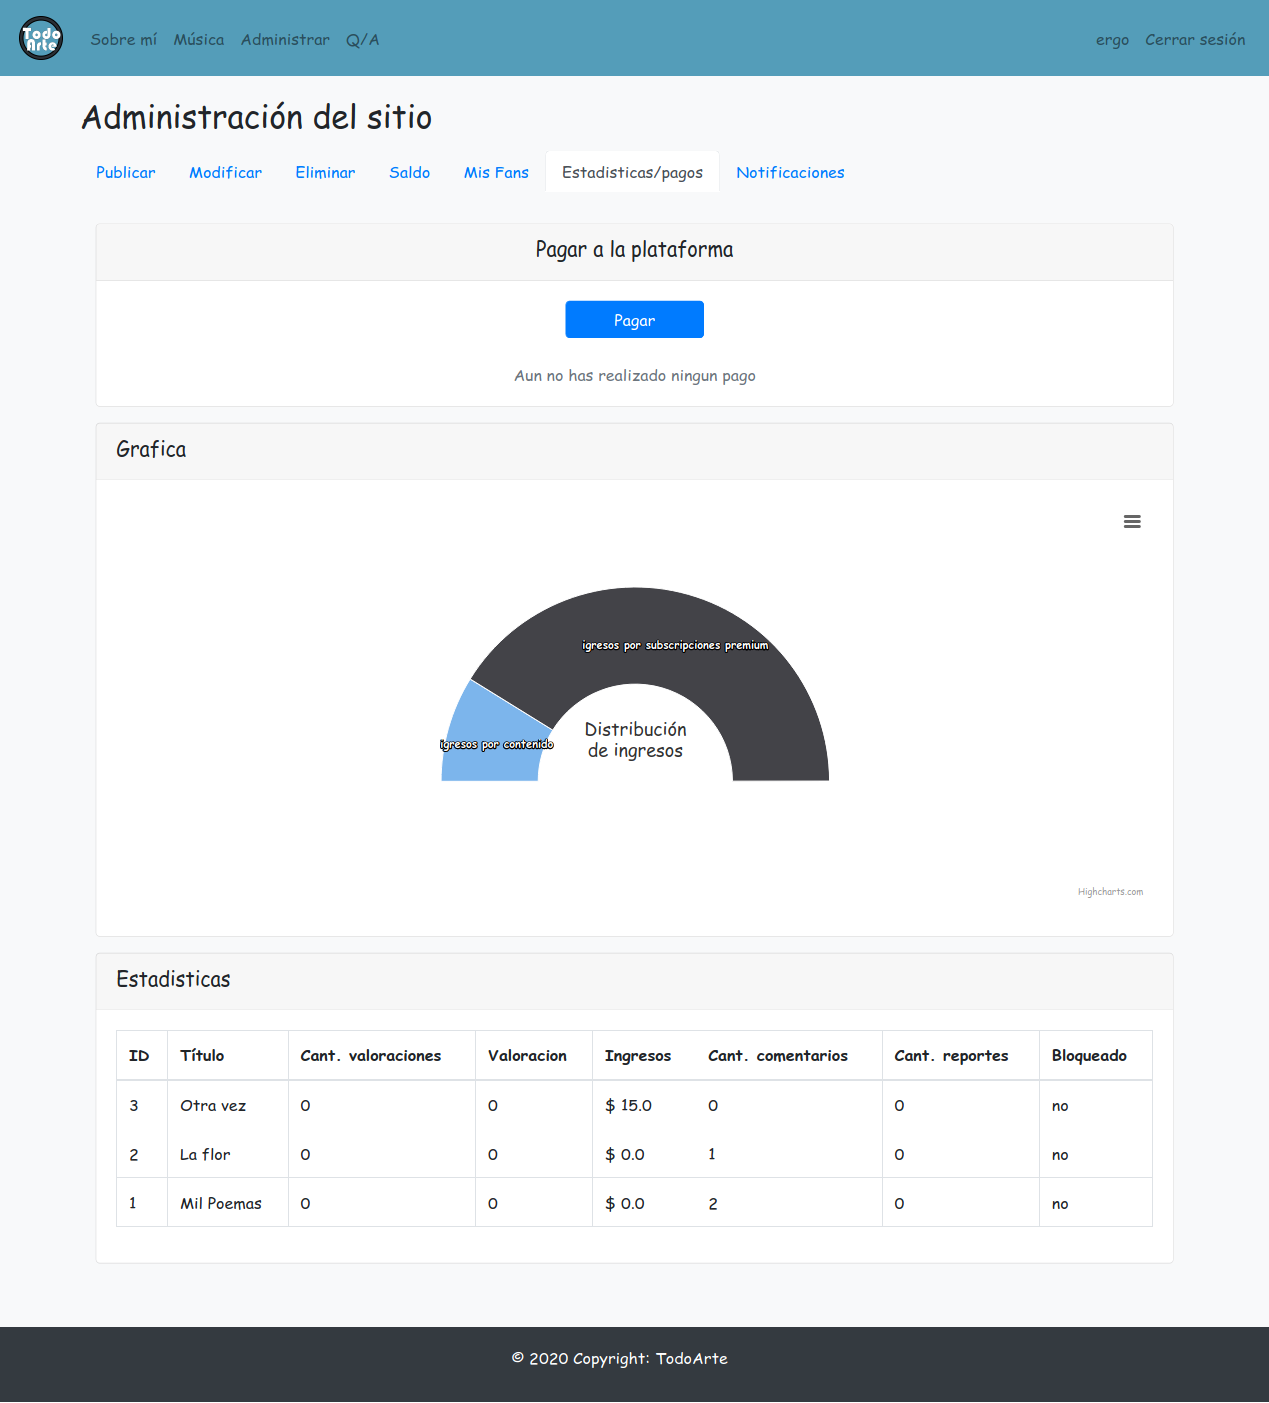 Todo
Arte
Sobre mí Música Administrar Q/A ergo Cerrar sesión
Administración del sitio
Publicar Modificar Eliminar Saldo Mis Fans Estadisticas/pagos Notificaciones
Pagar a la plataforma
Pagar
Aun no has realizado ningun pago
Grafica
igresos por subscripciones premium
Distribución
de ingresos
igresos por contenido
Highcharts.com
Estadisticas
ID Título Cant. valoraciones Valoracion Ingresos Cant. comentarios Cant. reportes Bloqueado
3 Otra vez 0 0 $ 15.0 0 0 no
2 La flor 0 0 $ 0.0 1 0 no
1 Mil Poemas 0 0 $ 0.0 2 0 no
© 2020 Copyright: TodoArte